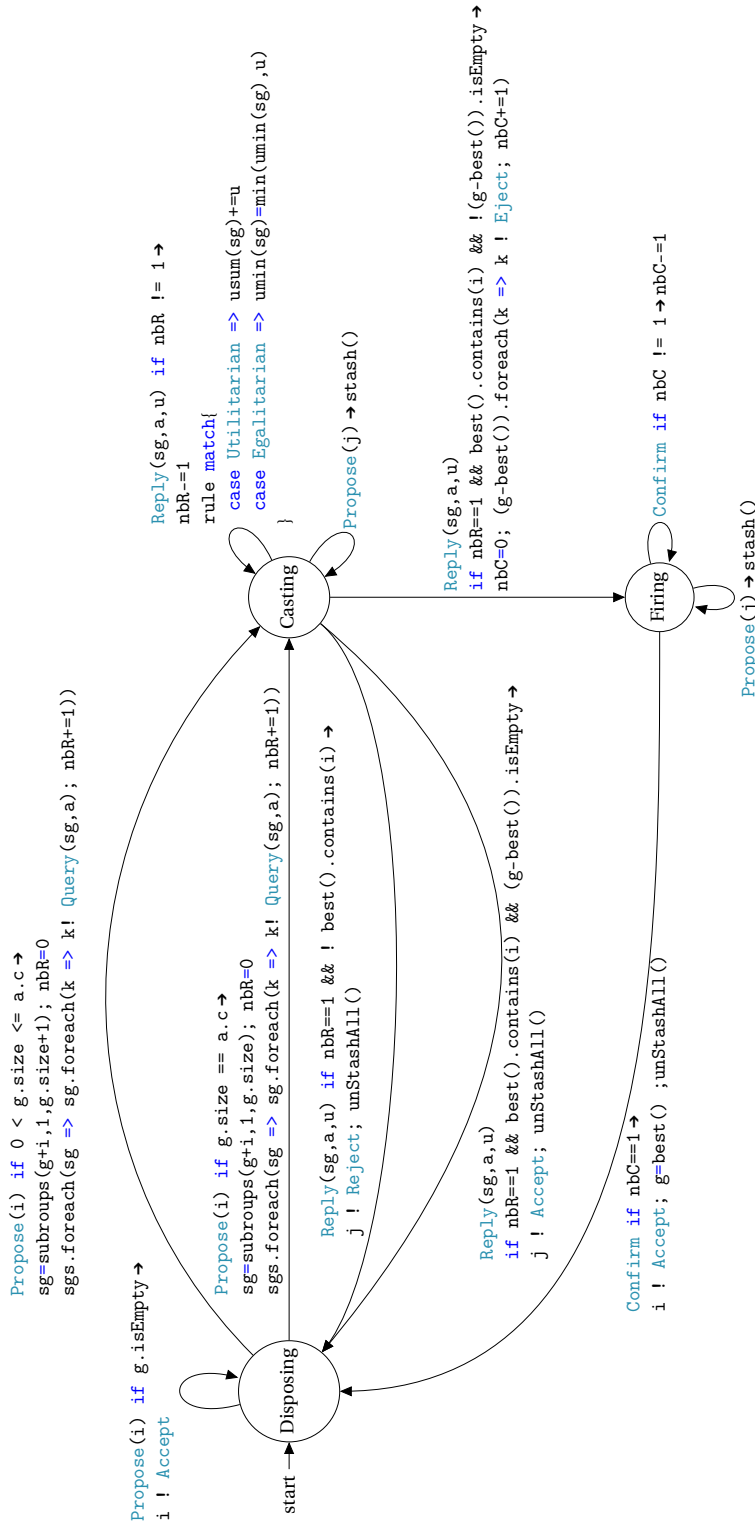 Propose(i) if 0 < g.size <= a.c→
sg=subroups(g+i,1,g.size+1); nbR=0
sgs.foreach(sg => sg.foreach(k => k! Query(sg,a); nbR+=1))
Propose(i) if g.isEmpty→
i ! Accept
Reply(sg,a,u) if nbR != 1→
nbR-=1
rule match{
case Utilitarian => usum(sg)+=u
case Egalitarian => umin(sg)=min(umin(sg),u)
}
Propose(j)→stash()
start
Disposing
Casting
Propose(i) if g.size == a.c→
sg=subroups(g+i,1,g.size); nbR=0
sgs.foreach(sg => sg.foreach(k => k! Query(sg,a); nbR+=1))
Reply(sg,a,u) if nbR==1 && ! best().contains(i)→
j ! Reject; unStashAll()
Reply(sg,a,u)
if nbR==1 && best().contains(i) && !(g-best()).isEmpty→
nbC=0; (g-best()).foreach(k => k ! Eject; nbC+=1)
Reply(sg,a,u)
if nbR==1 && best().contains(i) && (g-best()).isEmpty→
j ! Accept; unStashAll()
Confirm if nbC==1→
i ! Accept; g=best() ;unStashAll()
Firing
Confirm if nbC != 1→nbC-=1
Propose(j)→stash()